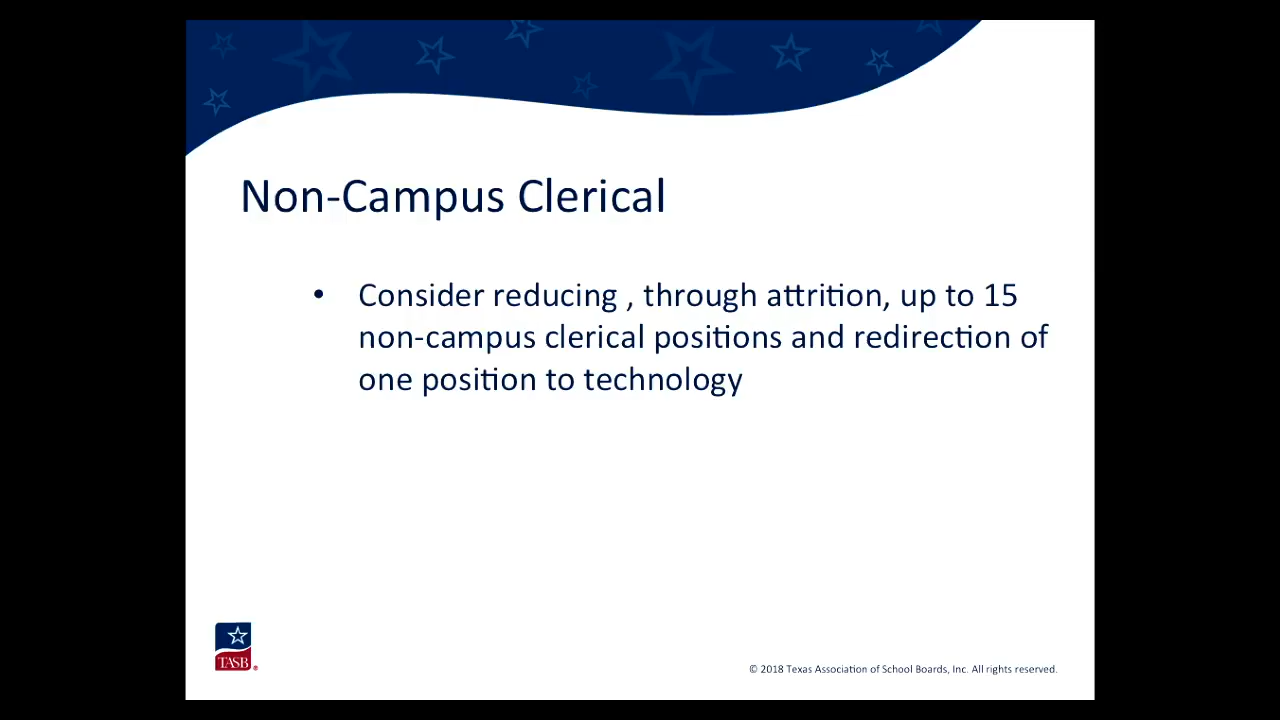 Non-Campus Clerical
• Consider reducing , through attrition, up to 15
non-campus clerical positions and redirection of
one position to technology
TASB®
© 2018 Texas Association of School Boards, Inc. All rights reserved.